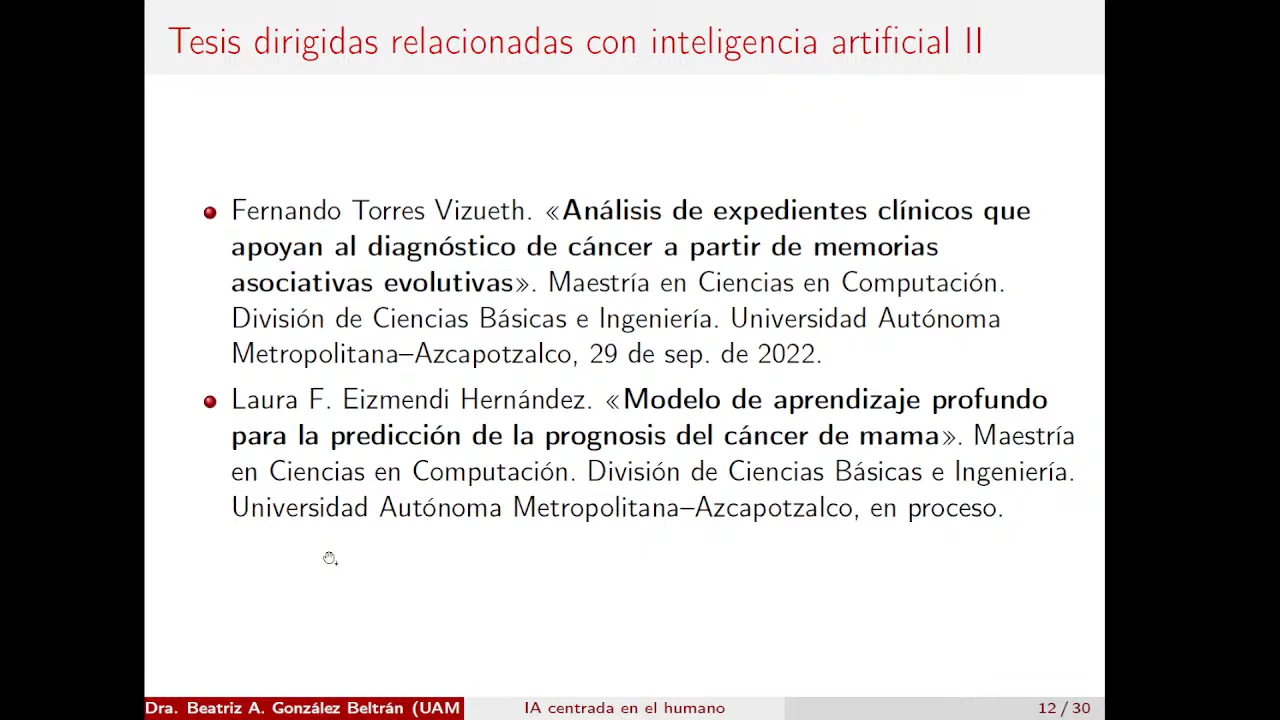 Tesis dirigidas relacionadas con inteligencia artificial II
Fernando Torres Vizueth. «Análisis de expedientes clínicos que
apoyan al diagnóstico de cáncer a partir de memorias
asociativas evolutivas». Maestría en Ciencias en Computación.
División de Ciencias Básicas e Ingeniería. Universidad Autónoma
Metropolitana–Azcapotzalco, 29 de sep. de 2022.
Laura F. Eizmendi Hernández. «Modelo de aprendizaje profundo
para la predicción de la prognosis del cáncer de mama». Maestría
en Ciencias en Computación. División de Ciencias Básicas e Ingeniería.
Universidad Autónoma Metropolitana–Azcapotzalco, en proceso.
Dra. Beatriz A. González Beltrán (UAM
IA centrada en el humano
12 / 30